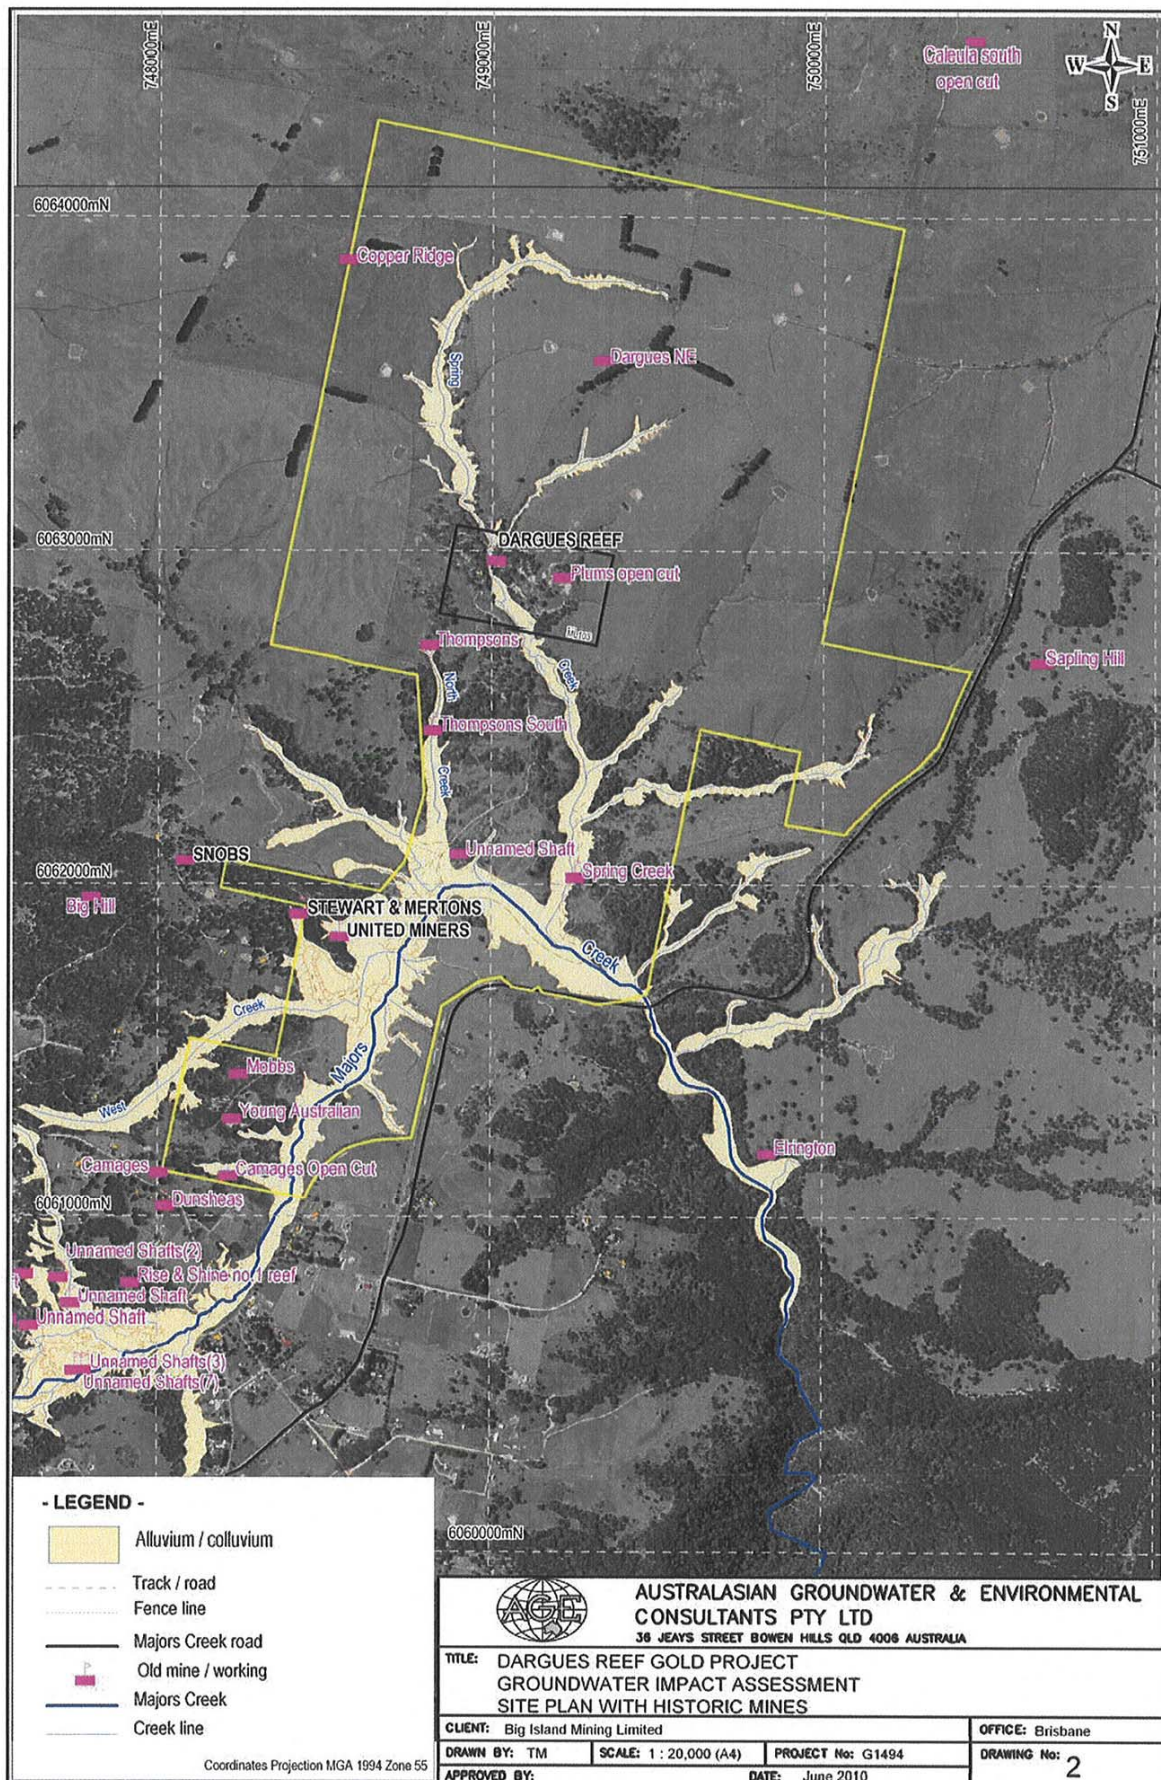 748000mE
749000mE
750000mE
751000mE
N
W E
S
Calcula south
open cut
6064000mN
Copper Ridge
Spring
Dargues NE
6063000mN
DARGUES REEF
Plums open cut
Thompsons
Creek
Sapling Hill
North
Thompsons South
Creek
Unnamed Shaft
SNOBS
6062000mN
Spring Creek
Big Hill
STEWART & MERTONS
UNITED MINERS
Creek
Creek
Majors
Mobbs
West
Young Australian
Elrington
Camages
Camages Open Cut
6061000mN
Dunsheas
Unnamed Shafts(2)
Rise & Shine no.1 reef
Unnamed Shaft
Unnamed Shaft
Unnamed Shafts(3)
Unnamed Shafts(7)
6060000mN
- LEGEND -
Alluvium / colluvium
Track / road
Fence line
Majors Creek road
Old mine / working
Majors Creek
Creek line
Coordinates Projection MGA 1994 Zone 55
AGE
AUSTRALASIAN GROUNDWATER & ENVIRONMENTAL
CONSULTANTS PTY LTD
36 JEAYS STREET BOWEN HILLS QLD 4006 AUSTRALIA
TITLE: DARGUES REEF GOLD PROJECT
GROUNDWATER IMPACT ASSESSMENT
SITE PLAN WITH HISTORIC MINES
CLIENT: Big Island Mining Limited
OFFICE: Brisbane
DRAWN BY: TM
SCALE: 1 : 20,000 (A4)
PROJECT No: G1494
DRAWING No: 2
APPROVED BY:
DATE: June 2010